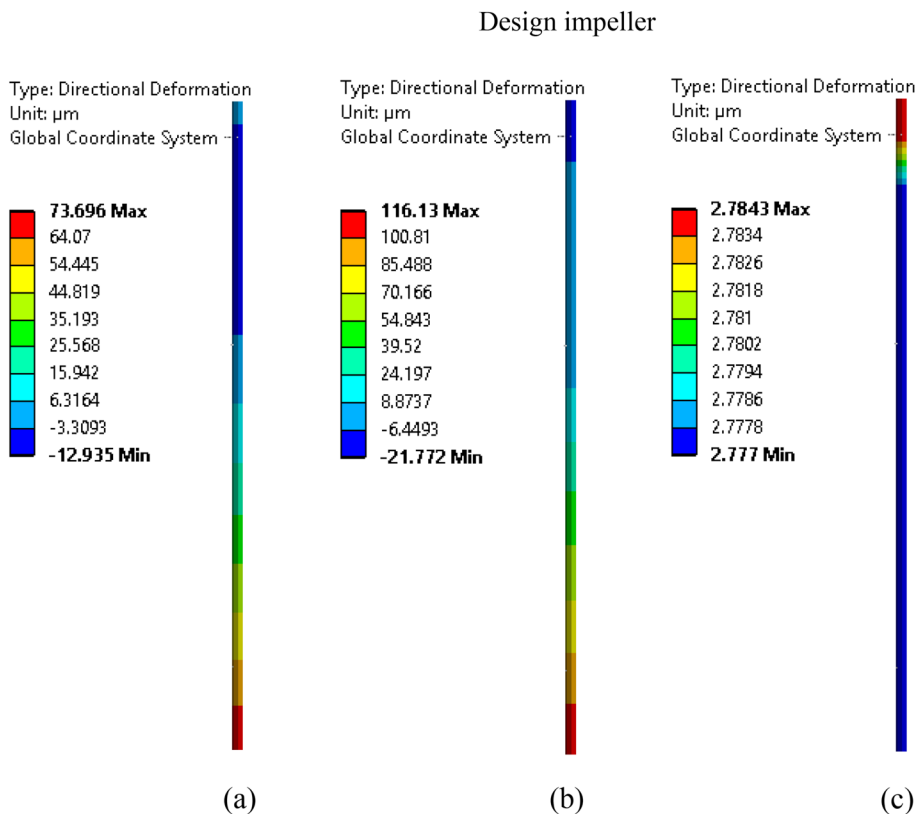 Design impeller
Type: Directional Deformation
Unit: µm
Global Coordinate System
73.696 Max
64.07
54.445
44.819
35.193
25.568
15.942
6.3164
-3.3093
-12.935 Min
(a)
Type: Directional Deformation
Unit: µm
Global Coordinate System
116.13 Max
100.81
85.488
70.166
54.843
39.52
24.197
8.8737
-6.4493
-21.772 Min
(b)
Type: Directional Deformation
Unit: µm
Global Coordinate System
2.7843 Max
2.7834
2.7826
2.7818
2.781
2.7802
2.7794
2.7786
2.7778
2.777 Min
(c)